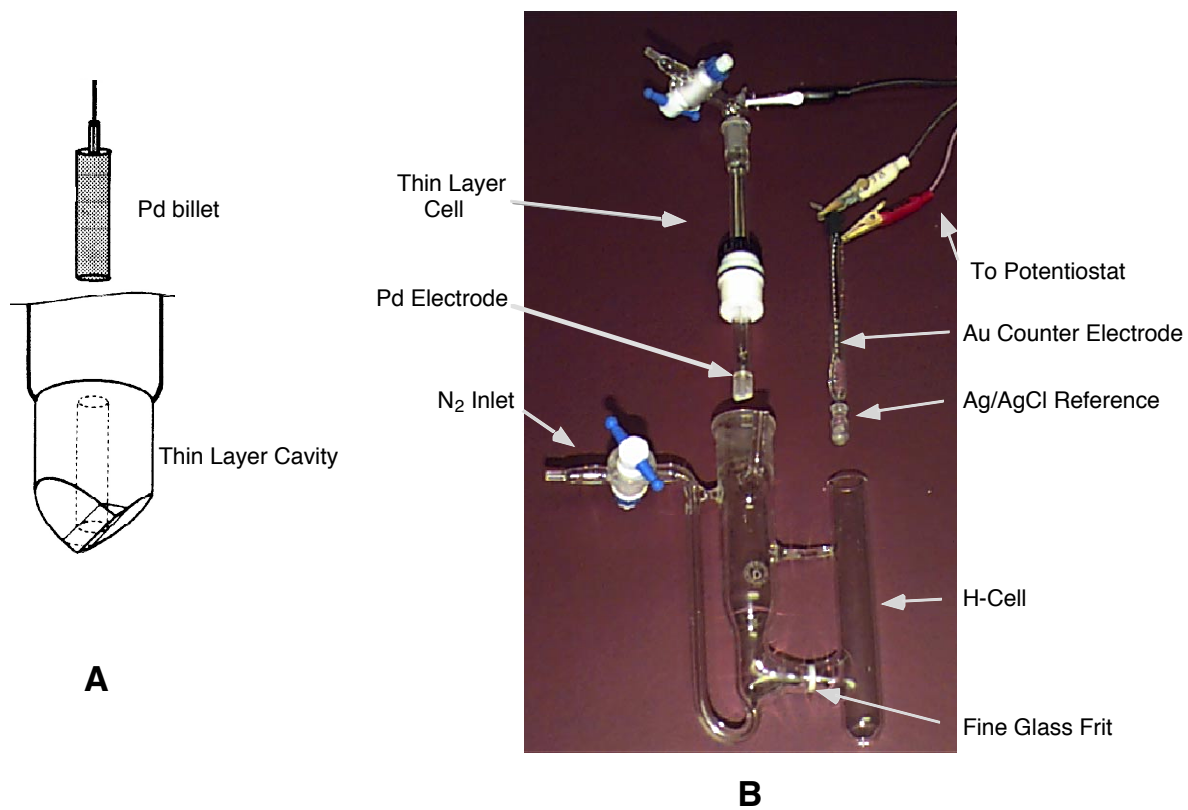 Pd billet
Thin Layer Cavity
A
Thin Layer
Cell
Pd Electrode
N₂ Inlet
To Potentiostat
Au Counter Electrode
Ag/AgCl Reference
H-Cell
Fine Glass Frit
B